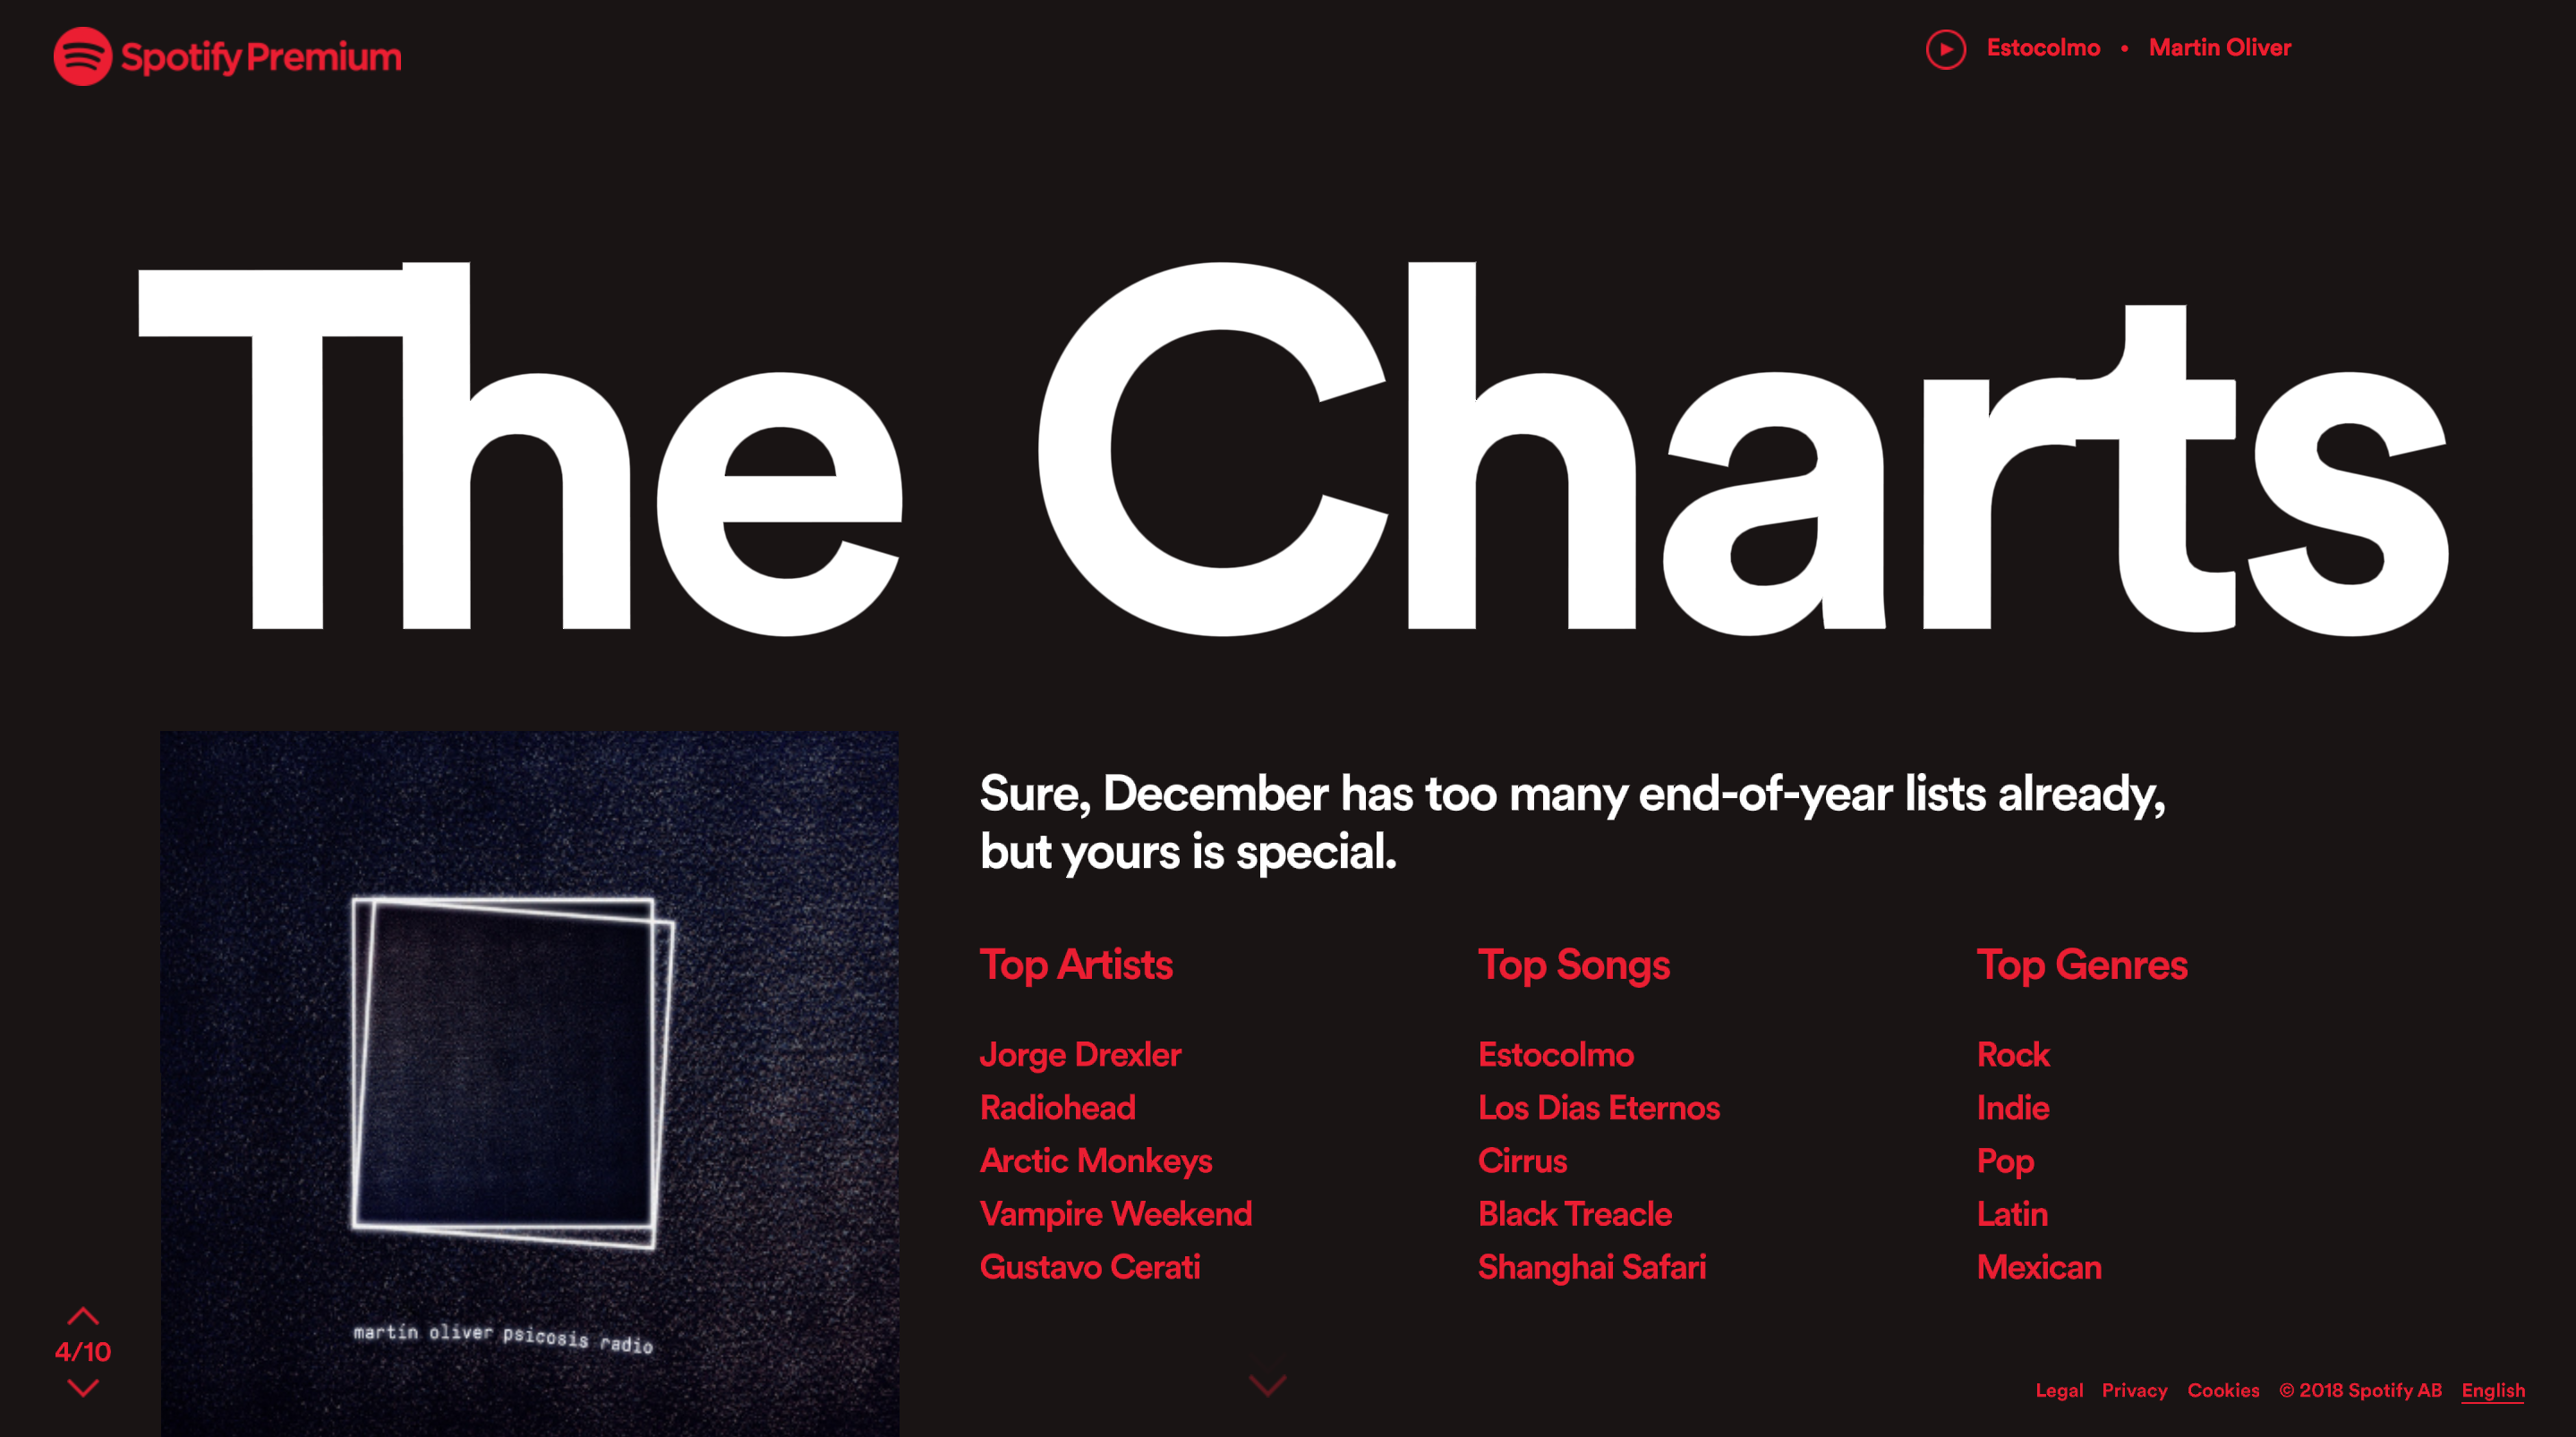 Spotify Premium
Estocolmo • Martin Oliver
The Charts
Sure, December has too many end-of-year lists already,
but yours is special.
Top Artists
Jorge Drexler
Radiohead
Arctic Monkeys
Vampire Weekend
Gustavo Cerati
Top Songs
Estocolmo
Los Dias Eternos
Cirrus
Black Treacle
Shanghai Safari
Top Genres
Rock
Indie
Pop
Latin
Mexican
martín oliver psicosis radio
4/10
Legal Privacy Cookies © 2018 Spotify AB English